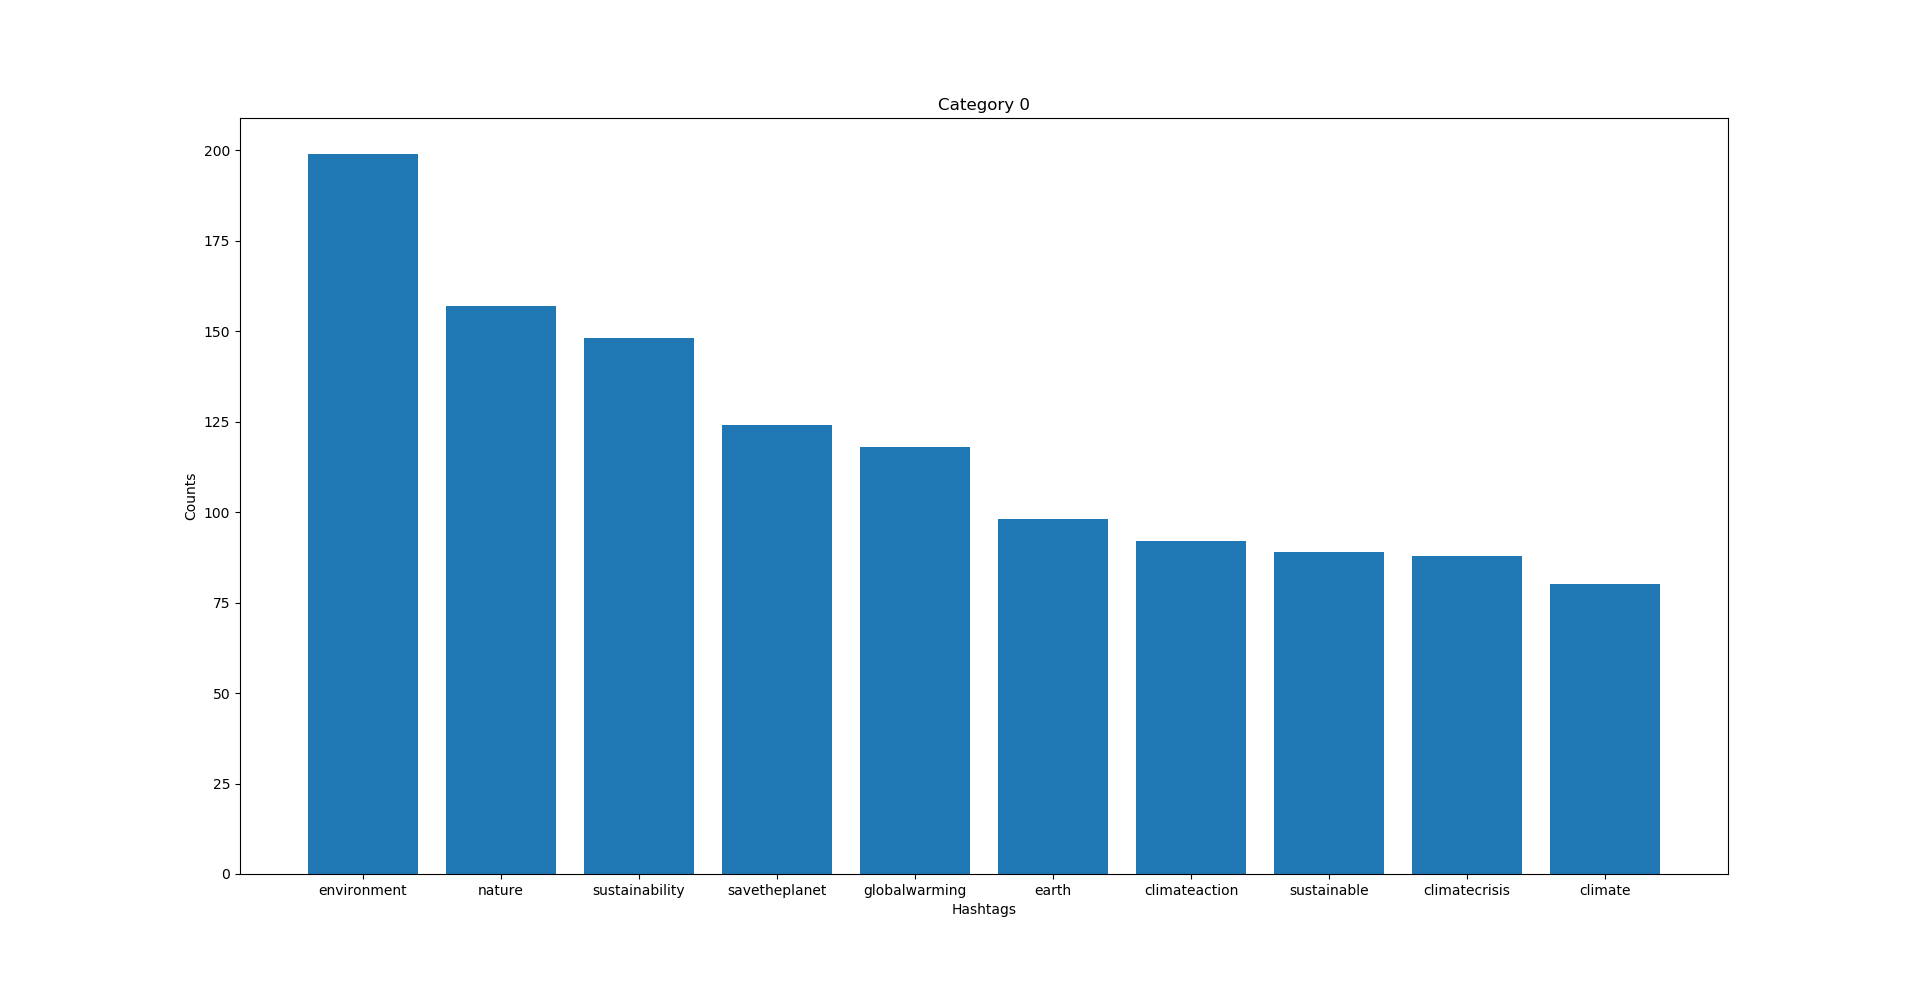 Category 0
200
175
150
125
100
75
50
25
0
Counts
environment nature sustainability savetheplanet globalwarming earth climateaction sustainable climatecrisis climate
Hashtags